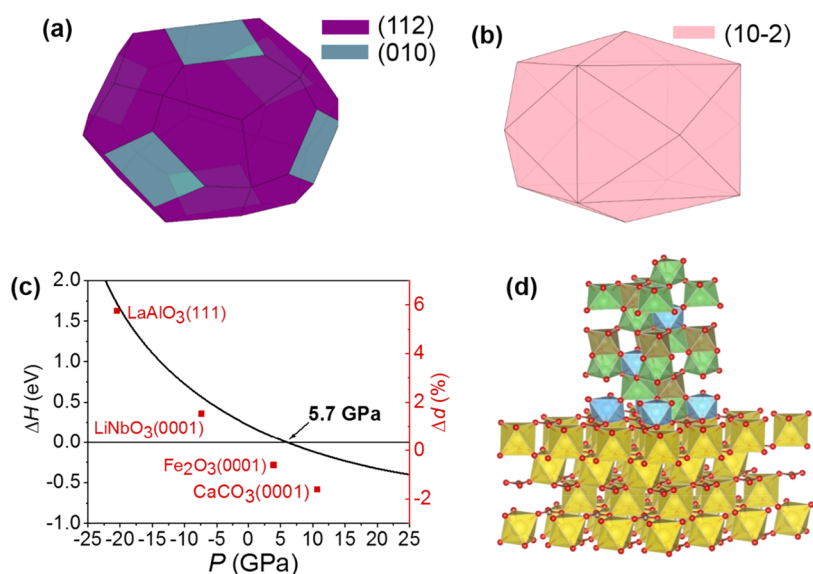 (a)
(112)
(010)
(b)
(10-2)
(c)
2.0
1.5
1.0
0.5
0.0
-0.5
-1.0
ΔH (eV)
LaAlO₃(111)
LiNbO₃(0001)
Fe₂O₃(0001)
CaCO₃(0001)
5.7 GPa
6
4
2
0
-2
Δd (%)
-25 -20 -15 -10 -5 0 5 10 15 20 25
P (GPa)
(d)